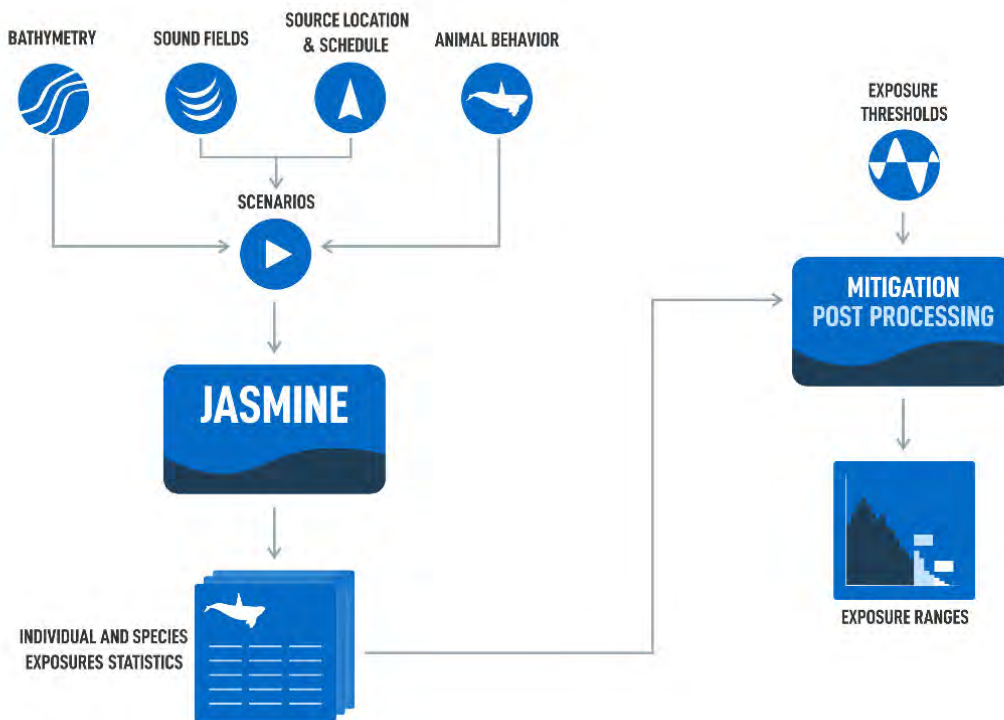 BATHYMETRY
SOUND FIELDS
SOURCE LOCATION
& SCHEDULE
ANIMAL BEHAVIOR
SCENARIOS
JASMINE
INDIVIDUAL AND SPECIES
EXPOSURES STATISTICS
EXPOSURE
THRESHOLDS
MITIGATION
POST PROCESSING
EXPOSURE RANGES